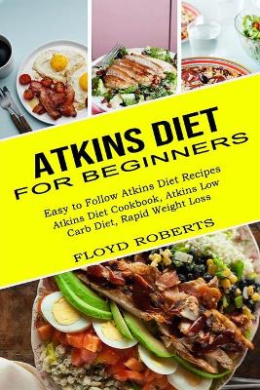 ATKINS DIET
FOR BEGINNERS
Easy to Follow Atkins Diet Recipes
Atkins Diet Cookbook, Atkins Low
Carb Diet, Rapid Weight Loss
FLOYD ROBERTS